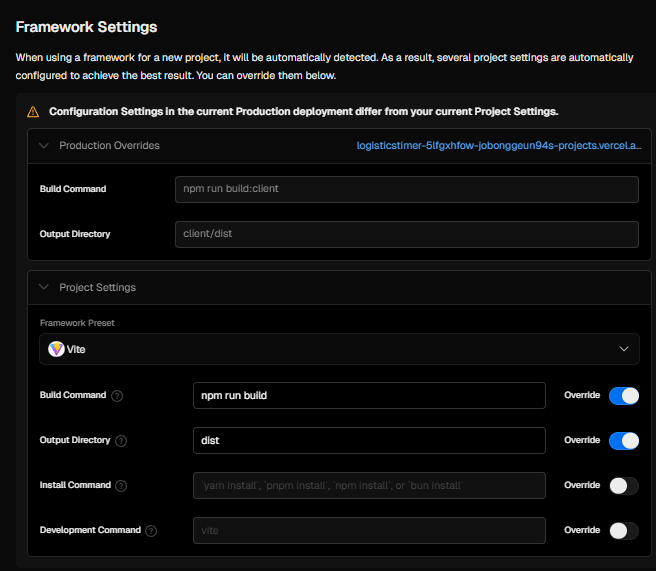 Framework Settings
When using a framework for a new project, it will be automatically detected. As a result, several project settings are automatically
configured to achieve the best result. You can override them below.
Configuration Settings in the current Production deployment differ from your current Project Settings.
Production Overrides
logisticstimer-5lfgxhfow-jobonggeun94s-projects.vercel.a...
Build Command
npm run build:client
Output Directory
client/dist
Project Settings
Framework Preset
Vite
Build Command ?
npm run build
Override
Output Directory ?
dist
Override
Install Command ?
`yarn install`, `pnpm install`, `npm install`, or `bun install`
Override
Development Command ?
vite
Override